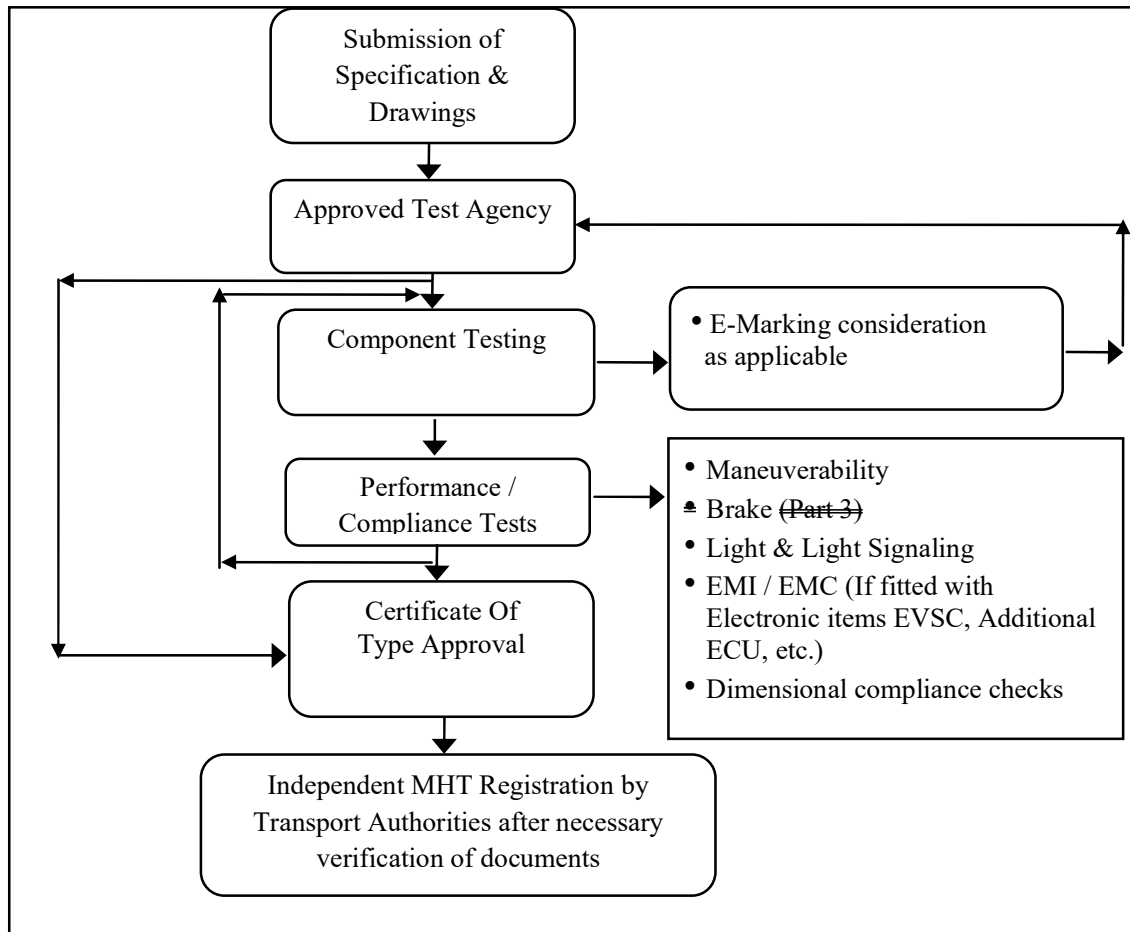 Submission of
Specification &
Drawings
Approved Test Agency
Component Testing
• E-Marking consideration
as applicable
Performance /
Compliance Tests
• Maneuverability
• Brake (Part 3)
• Light & Light Signaling
• EMI / EMC (If fitted with
Electronic items EVSC, Additional
ECU, etc.)
• Dimensional compliance checks
Certificate Of
Type Approval
Independent MHT Registration by
Transport Authorities after necessary
verification of documents